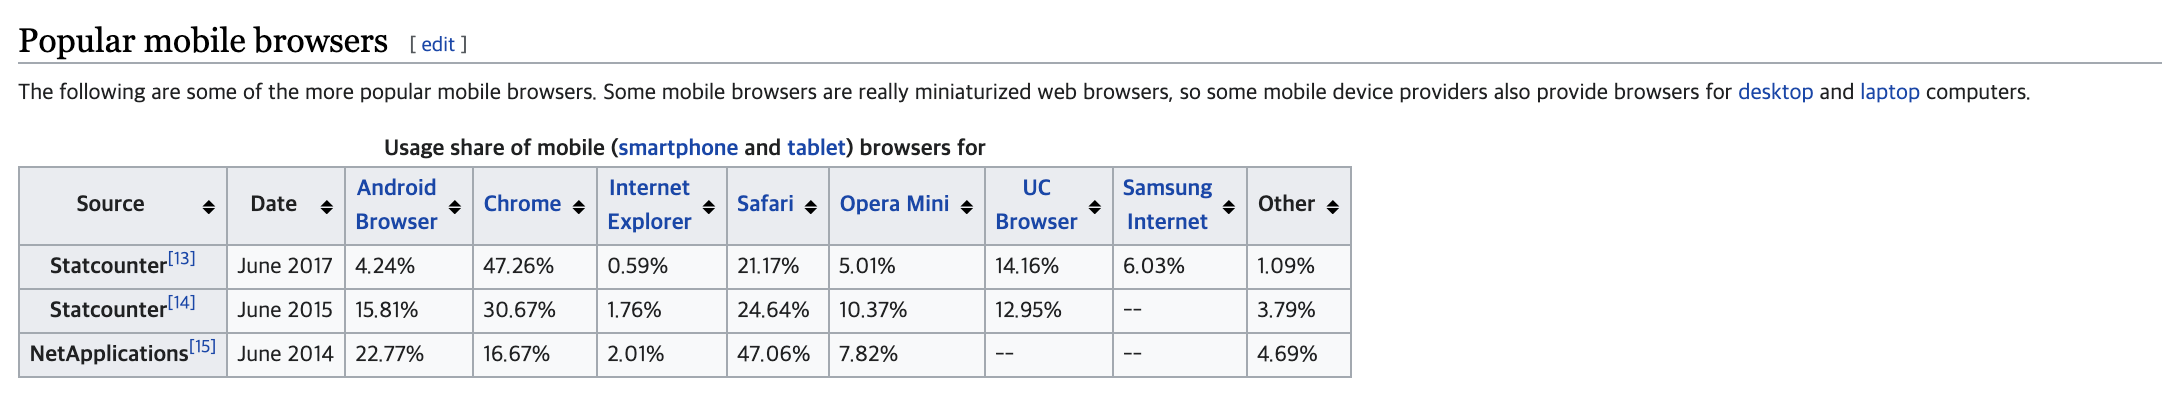 Popular mobile browsers [ edit ]
The following are some of the more popular mobile browsers. Some mobile browsers are really miniaturized web browsers, so some mobile device providers also provide browsers for desktop and laptop computers.
Usage share of mobile (smartphone and tablet) browsers for
Source Date Android Browser Chrome Internet Explorer Safari Opera Mini UC Browser Samsung Internet Other
Statcounter[13] June 2017 4.24% 47.26% 0.59% 21.17% 5.01% 14.16% 6.03% 1.09%
Statcounter[14] June 2015 15.81% 30.67% 1.76% 24.64% 10.37% 12.95% -- 3.79%
NetApplications[15] June 2014 22.77% 16.67% 2.01% 47.06% 7.82% -- -- 4.69%